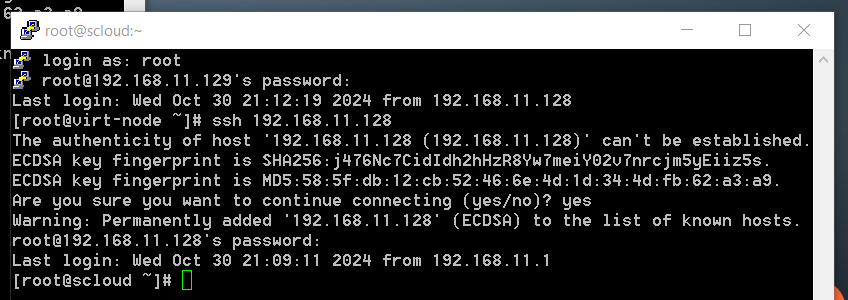 root@scloud:~
login as: root
root@192.168.11.129's password:
Last login: Wed Oct 30 21:12:19 2024 from 192.168.11.128
[root@virt-node ~]# ssh 192.168.11.128
The authenticity of host '192.168.11.128 (192.168.11.128)' can't be established.
ECDSA key fingerprint is SHA256:j476Nc7CidIdh2hHzR8Yw7meiY02v7nrcjm5yEiiz5s.
ECDSA key fingerprint is MD5:58:5f:db:12:cb:52:46:6e:4d:1d:34:4d:fb:62:a3:a9.
Are you sure you want to continue connecting (yes/no)? yes
Warning: Permanently added '192.168.11.128' (ECDSA) to the list of known hosts.
root@192.168.11.128's password:
Last login: Wed Oct 30 21:09:11 2024 from 192.168.11.1
[root@scloud ~]#